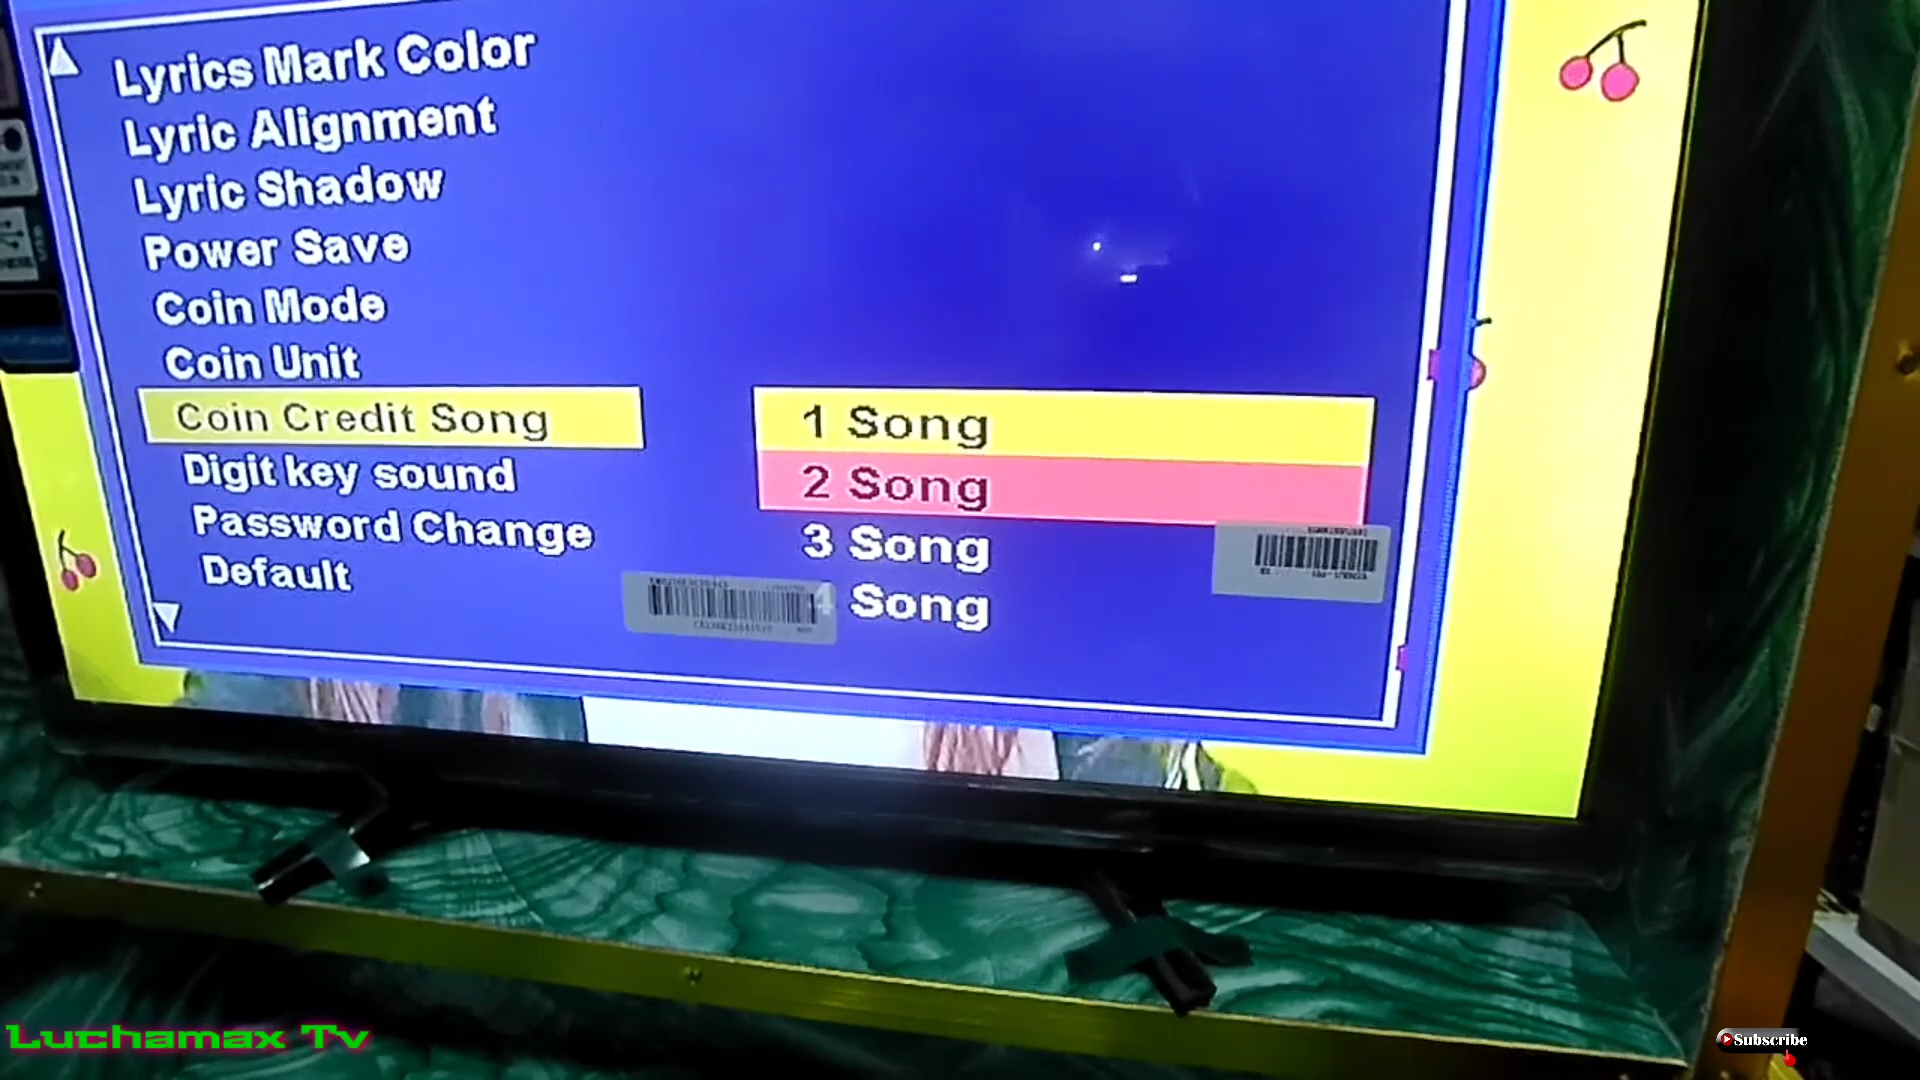 Lyrics Mark Color
Lyric Alignment
Lyric Shadow
Power Save
Coin Mode
Coin Unit
Coin Credit Song
Digit key sound
Password Change
Default
1 Song
2 Song
3 Song
4 Song
Luchamax Tv
Subscribe